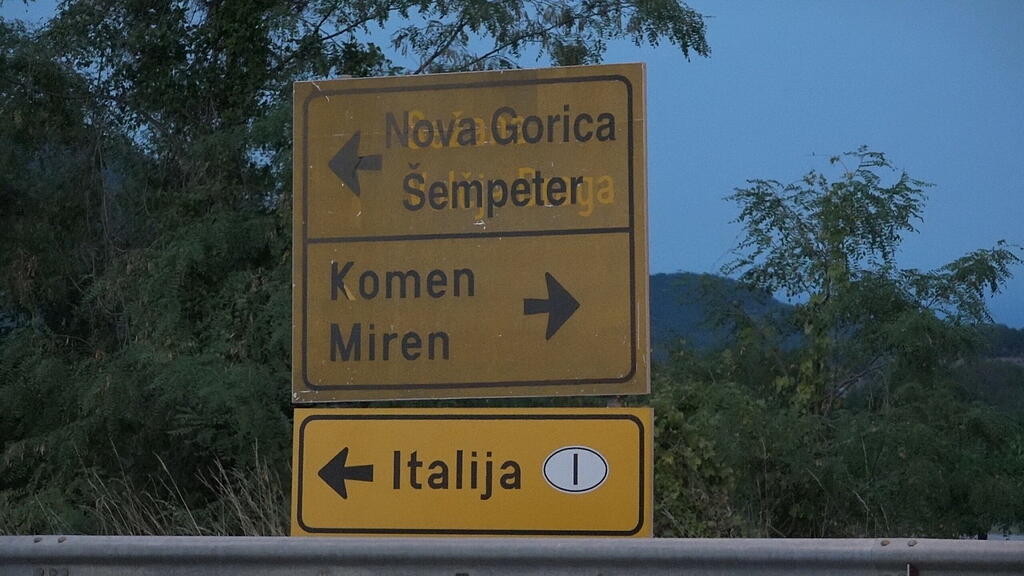 Nova Gorica
Šempeter
Komen
Miren
Italija I